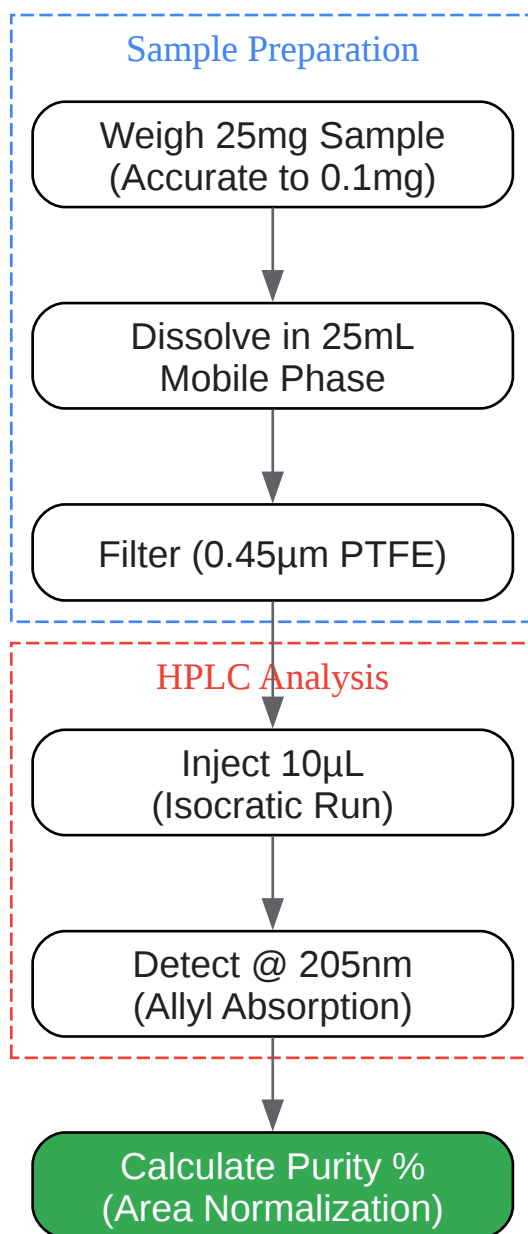 Sample Preparation
Weigh 25mg Sample
(Accurate to 0.1mg)
Dissolve in 25mL
Mobile Phase
Filter (0.45µm PTFE)
HPLC Analysis
Inject 10µL
(Isocratic Run)
Detect @ 205nm
(Allyl Absorption)
Calculate Purity %
(Area Normalization)